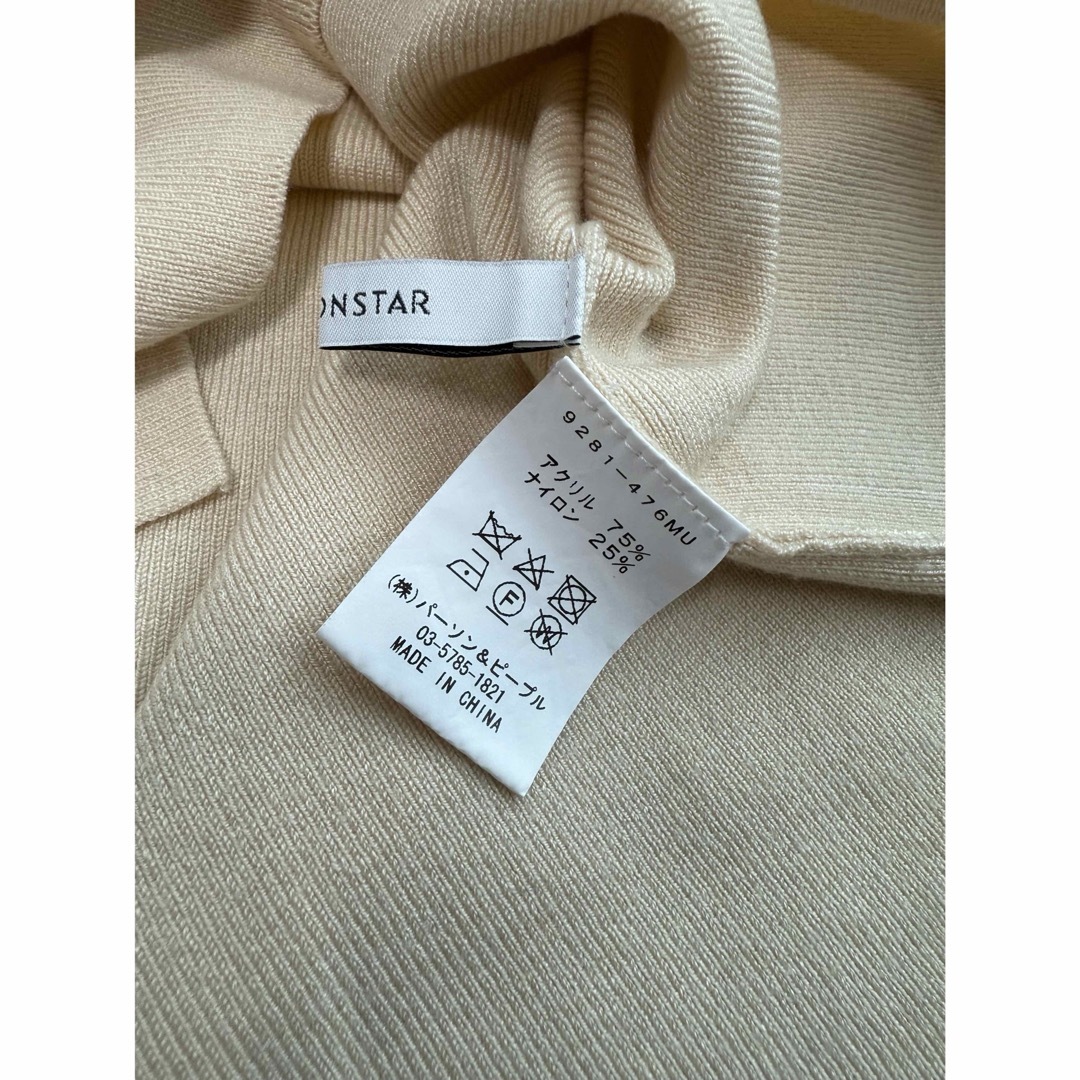 ONSTAR
9281-476MU
アクリル 75%
ナイロン 25%
F
W
(株)パーソン&ピープル
03-5785-1821
MADE IN CHINA